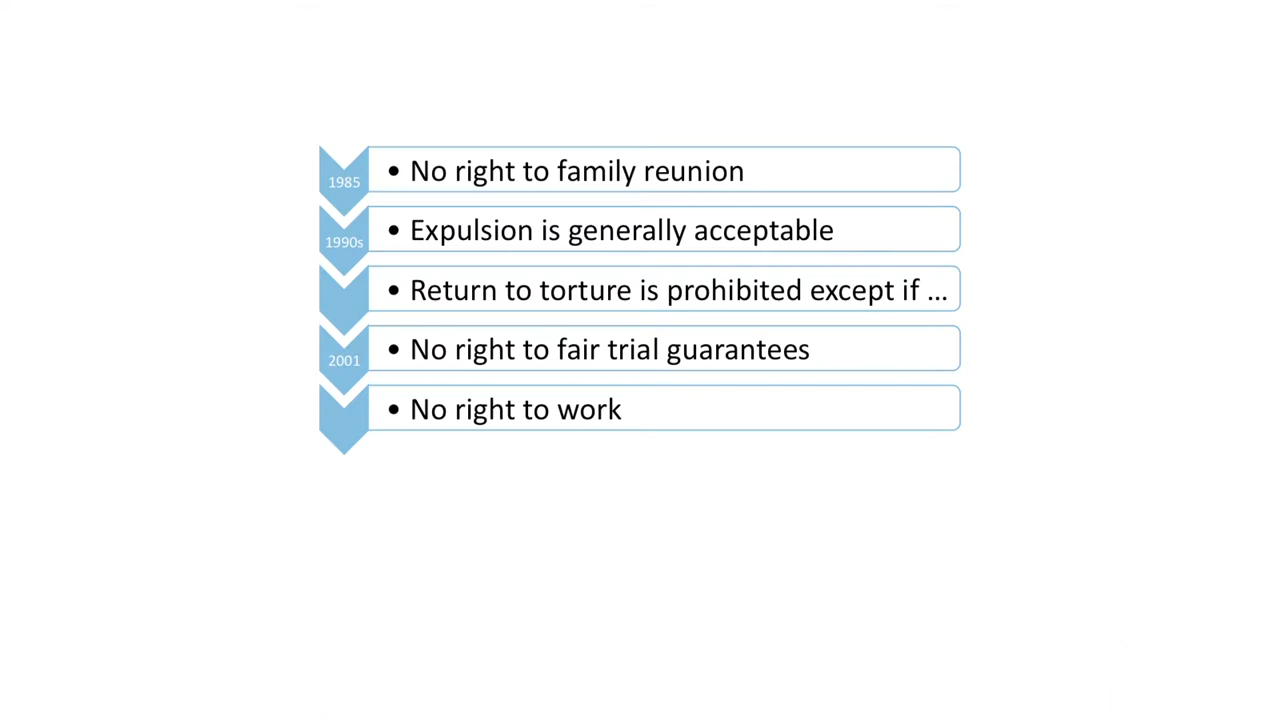 1985
• No right to family reunion
1990s
• Expulsion is generally acceptable
• Return to torture is prohibited except if ...
2001
• No right to fair trial guarantees
• No right to work